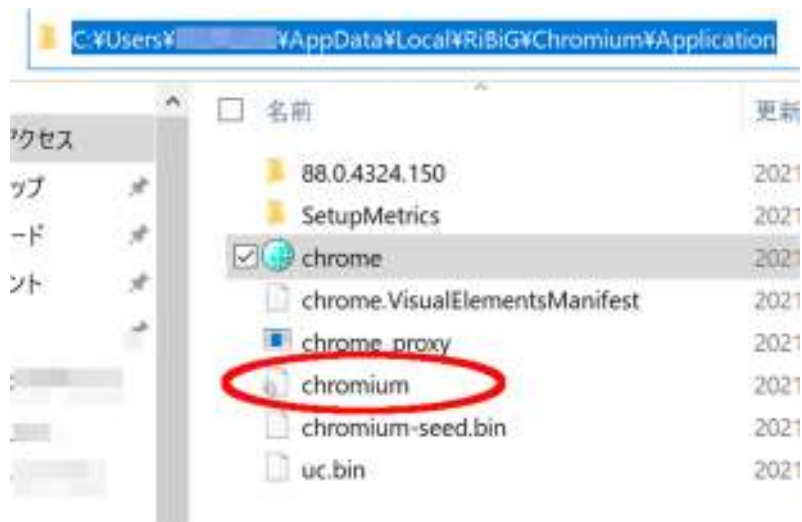 C:¥Users¥ ¥AppData¥Local¥RiBiG¥Chromium¥Application
名前 更新
アクセス
88.0.4324.150 2021
ップ
SetupMetrics 2021
ード
chrome 2021
ント
chrome.VisualElementsManifest 2021
chrome_proxy 2021
chromium 2021
chromium-seed.bin 2021
uc.bin 2021